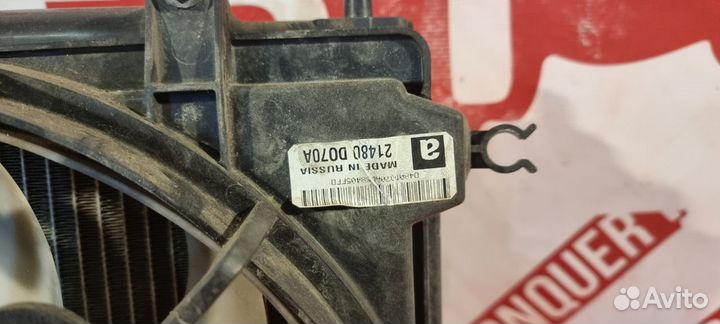 a
21480 D070A
MADE IN RUSSIA
CONQUER
Avito